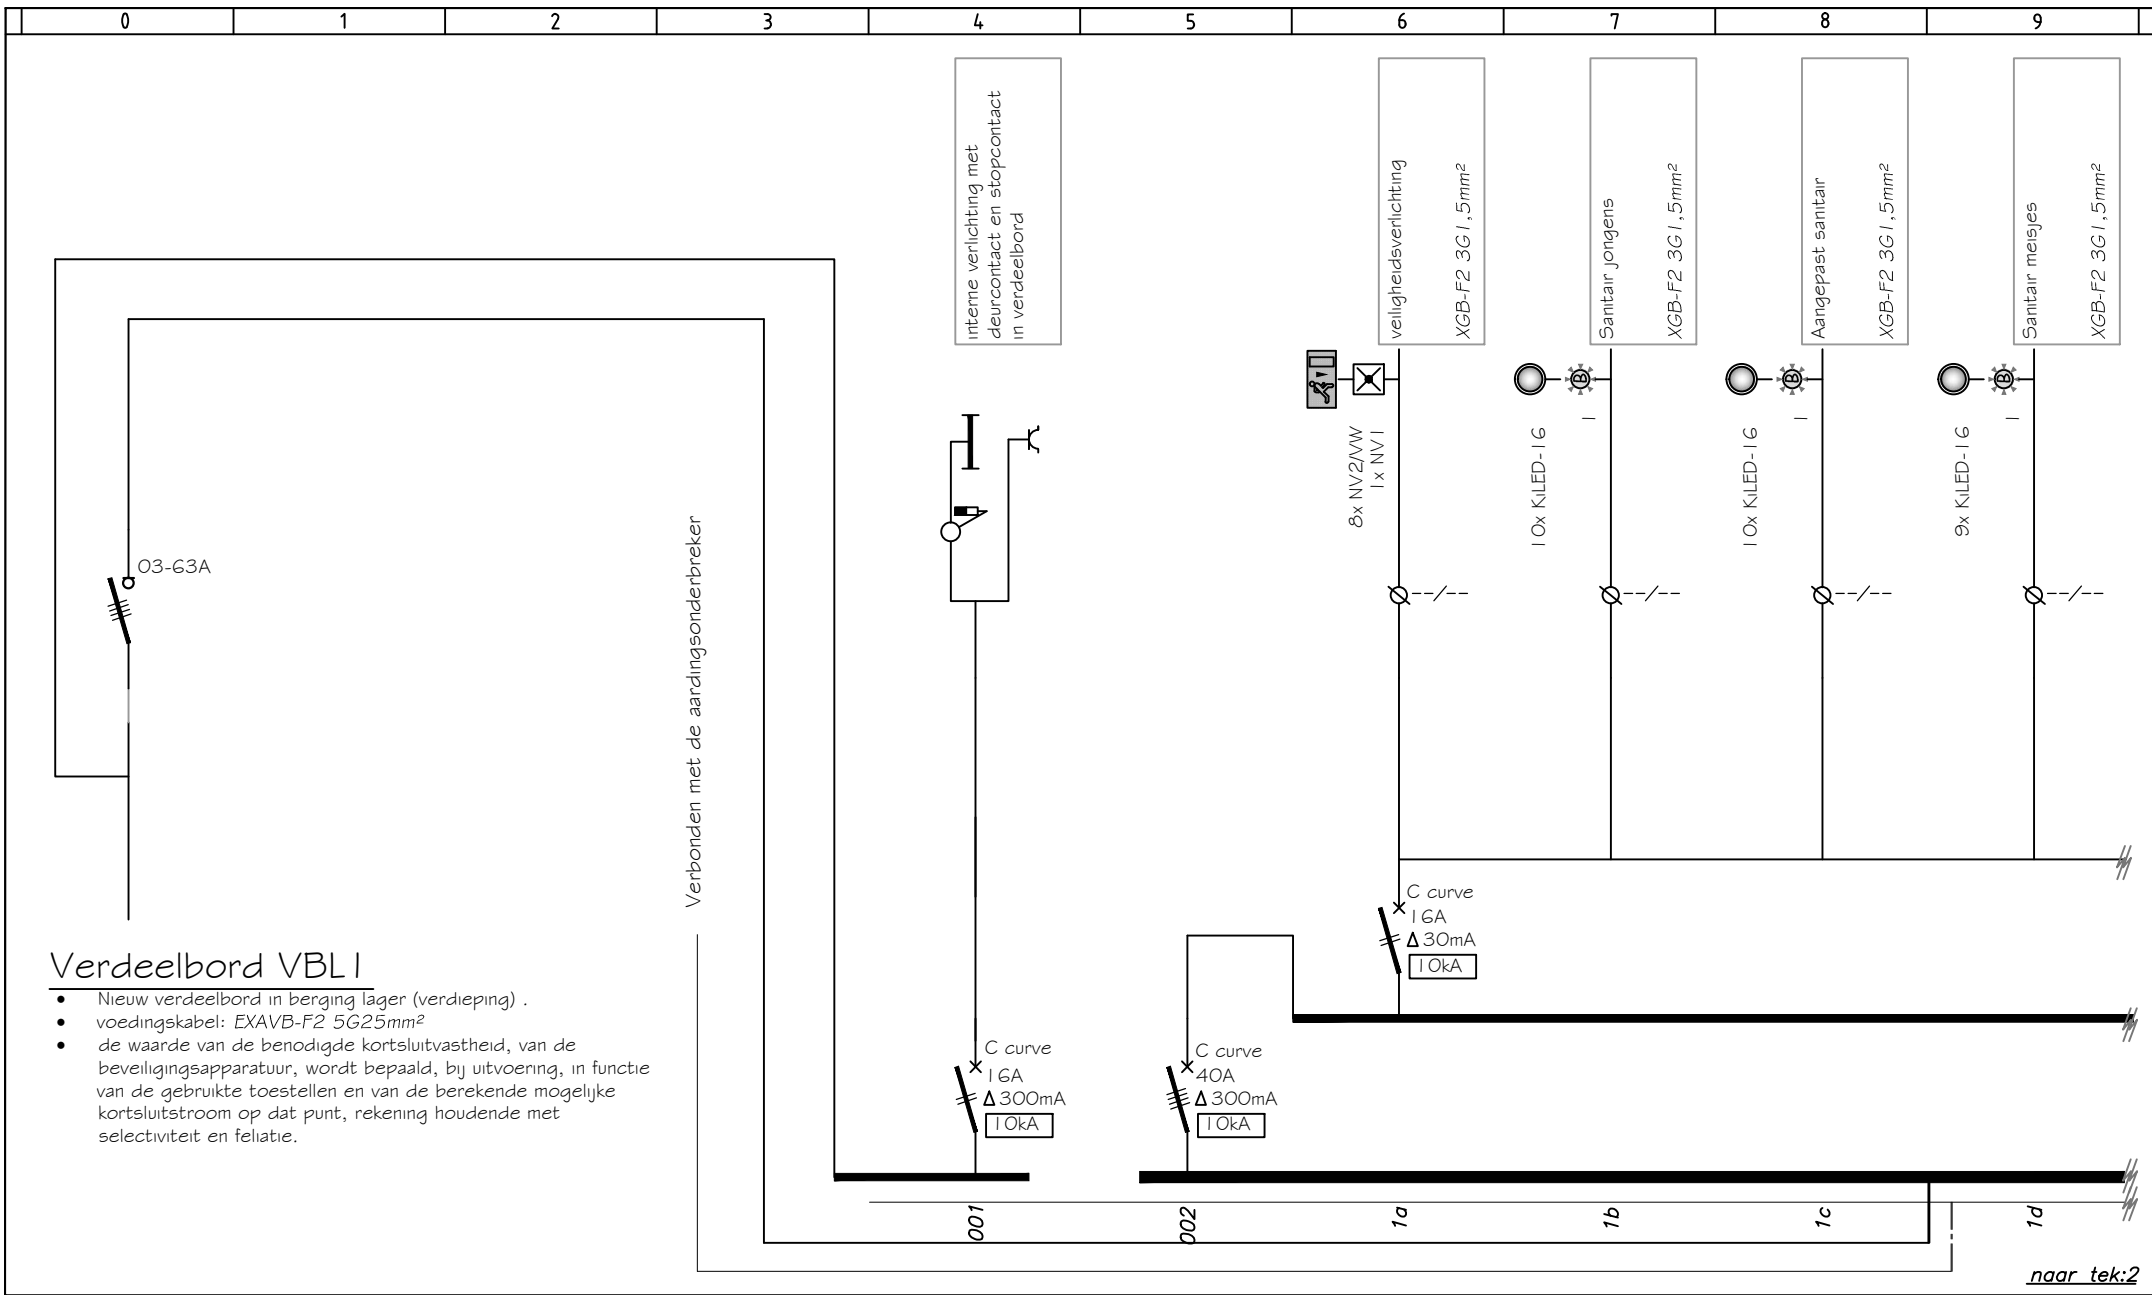 0 1 2 3 4 5 6 7 8 9
interne verlichting met
deurcontact en stopcontact
in verdeelbord
veiligheidsverlichting
XGB-F2 3G1,5mm²
Sanitair jongens
XGB-F2 3G1,5mm²
Aangepast sanitair
XGB-F2 3G1,5mm²
Sanitair meisjes
XGB-F2 3G1,5mm²
8x NV2/VW
1x NV1
B
1
10x KiLED-16
B
1
10x KiLED-16
B
1
9x KiLED-16
03-63A
--/--
--/--
--/--
--/--
Verbonden met de aardingsonderbreker
C curve
16A
Δ 30mA
10kA
Verdeelbord VBL1
• Nieuw verdeelbord in berging lager (verdieping) .
• voedingskabel: EXAVB-F2 5G25mm²
• de waarde van de benodigde kortsluitvastheid, van de
beveiligingsapparatuur, wordt bepaald, bij uitvoering, in functie
van de gebruikte toestellen en van de berekende mogelijke
kortsluitstroom op dat punt, rekening houdende met
selectiviteit en feliatie.
C curve
16A
Δ 300mA
10kA
C curve
40A
Δ 300mA
10kA
001
002
1a
1b
1c
1d
naar tek:2